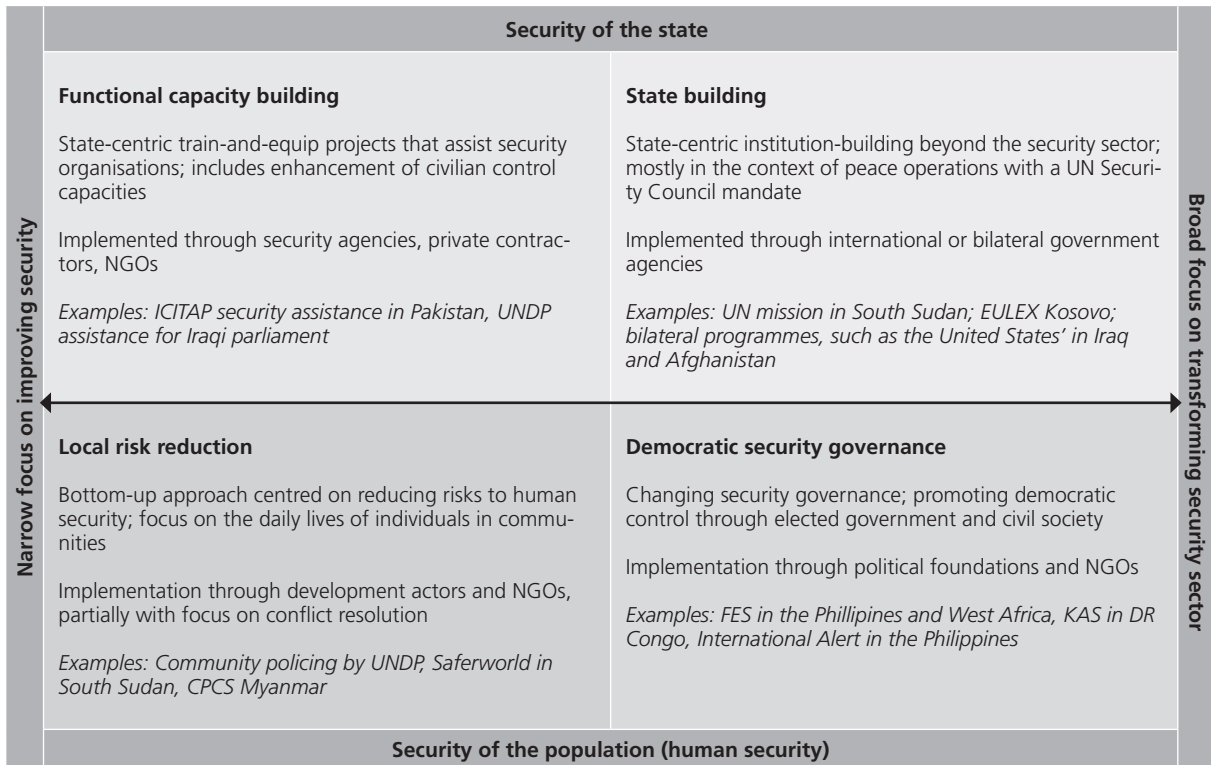 Security of the state
Narrow focus on improving security
Functional capacity building
State-centric train-and-equip projects that assist security
organisations; includes enhancement of civilian control
capacities
Implemented through security agencies, private contrac-
tors, NGOs
Examples: ICITAP security assistance in Pakistan, UNDP
assistance for Iraqi parliament
State building
State-centric institution-building beyond the security sector;
mostly in the context of peace operations with a UN Securi-
ty Council mandate
Implemented through international or bilateral government
agencies
Examples: UN mission in South Sudan; EULEX Kosovo;
bilateral programmes, such as the United States’ in Iraq
and Afghanistan
Local risk reduction
Bottom-up approach centred on reducing risks to human
security; focus on the daily lives of individuals in commu-
nities
Implementation through development actors and NGOs,
partially with focus on conflict resolution
Examples: Community policing by UNDP, Saferworld in
South Sudan, CPCS Myanmar
Democratic security governance
Changing security governance; promoting democratic
control through elected government and civil society
Implementation through political foundations and NGOs
Examples: FES in the Phillipines and West Africa, KAS in DR
Congo, International Alert in the Philippines
Broad focus on transforming security sector
Security of the population (human security)